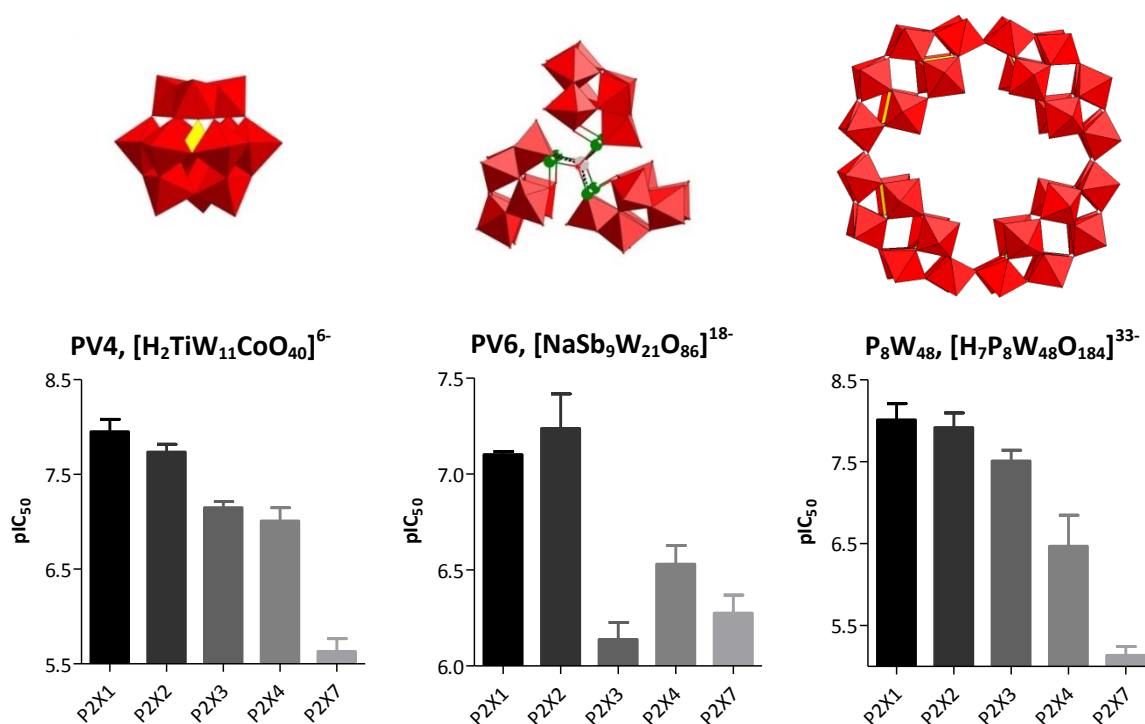 PV4, [H₂TiW₁₁CoO₄₀]⁶⁻
8.5
7.5
6.5
5.5
pIC₅₀
P2X1
P2X2
P2X3
P2X4
P2X7
PV6, [NaSb₉W₂₁O₈₆]¹⁸⁻
7.5
7.0
6.5
6.0
pIC₅₀
P2X1
P2X2
P2X3
P2X4
P2X7
P₈W₄₈, [H₇P₈W₄₈O₁₈₄]³³⁻
8.5
7.5
6.5
5.5
pIC₅₀
P2X1
P2X2
P2X3
P2X4
P2X7